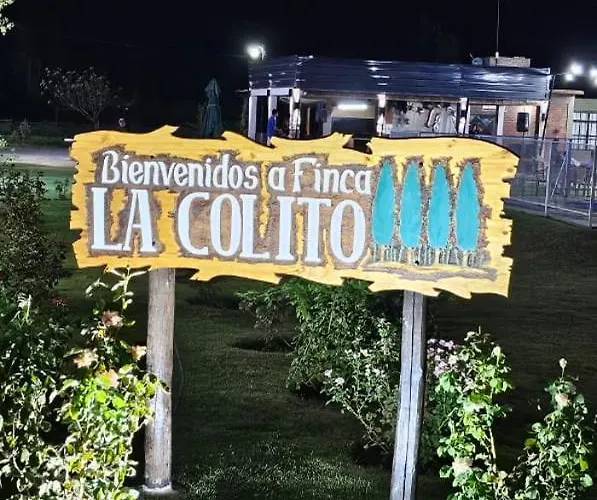 Bienvenidos a Finca
LA COLITO